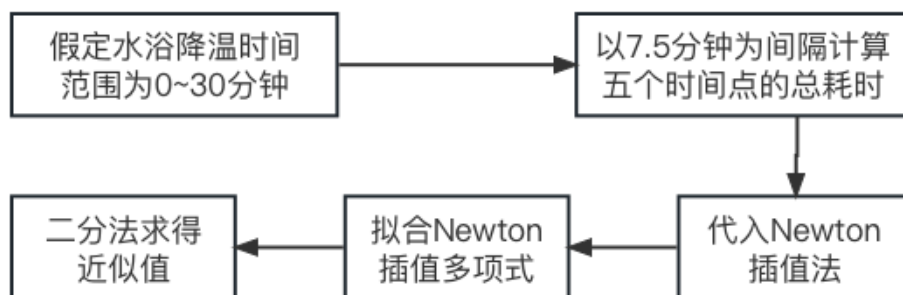 假定水浴降温时间
范围为0~30分钟
以7.5分钟为间隔计算
五个时间点的总耗时
代入Newton
插值法
拟合Newton
插值多项式
二分法求得
近似值